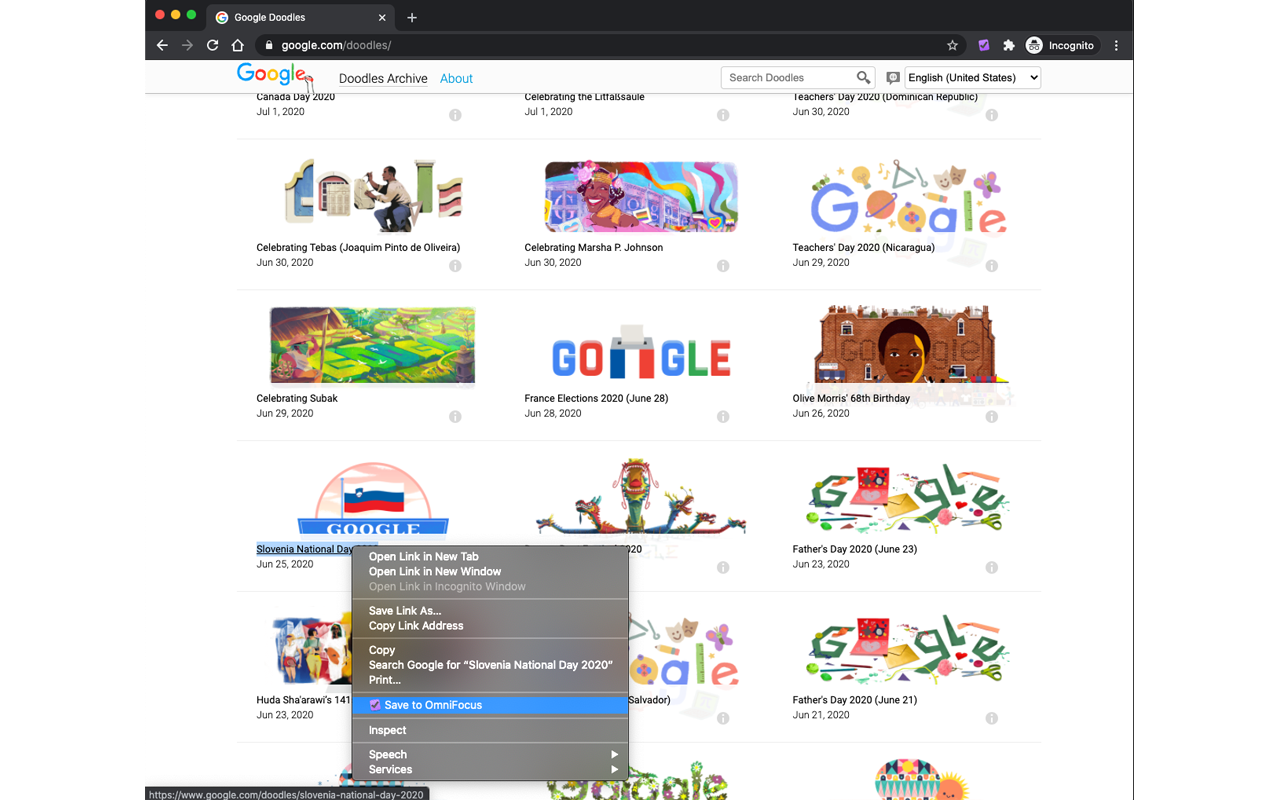 Google Doodles
google.com/doodles/
Incognito
Google
Doodles Archive
About
Search Doodles
English (United States)
Canada Day 2020
Jul 1, 2020
Celebrating the Litfaßsäule
Jul 1, 2020
Teachers' Day 2020 (Dominican Republic)
Jun 30, 2020
Celebrating Tebas (Joaquim Pinto de Oliveira)
Jun 30, 2020
Celebrating Marsha P. Johnson
Jun 30, 2020
Google
Teachers' Day 2020 (Nicaragua)
Jun 29, 2020
Celebrating Subak
Jun 29, 2020
GOOGLE
France Elections 2020 (June 28)
Jun 28, 2020
GOOGLE
Olive Morris' 68th Birthday
Jun 26, 2020
GOOGLE
Slovenia National Day 2020
Jun 25, 2020
2020
Google
Father's Day 2020 (June 23)
Jun 23, 2020
Open Link in New Tab
Open Link in New Window
Open Link in Incognito Window
Save Link As...
Copy Link Address
Copy
Search Google for “Slovenia National Day 2020”
Print...
Save to OmniFocus
Inspect
Speech
Services
Huda Sha'arawi's 141
Jun 23, 2020
ogle
Salvador)
Google
Father's Day 2020 (June 21)
Jun 21, 2020
Google
https://www.google.com/doodles/slovenia-national-day-2020